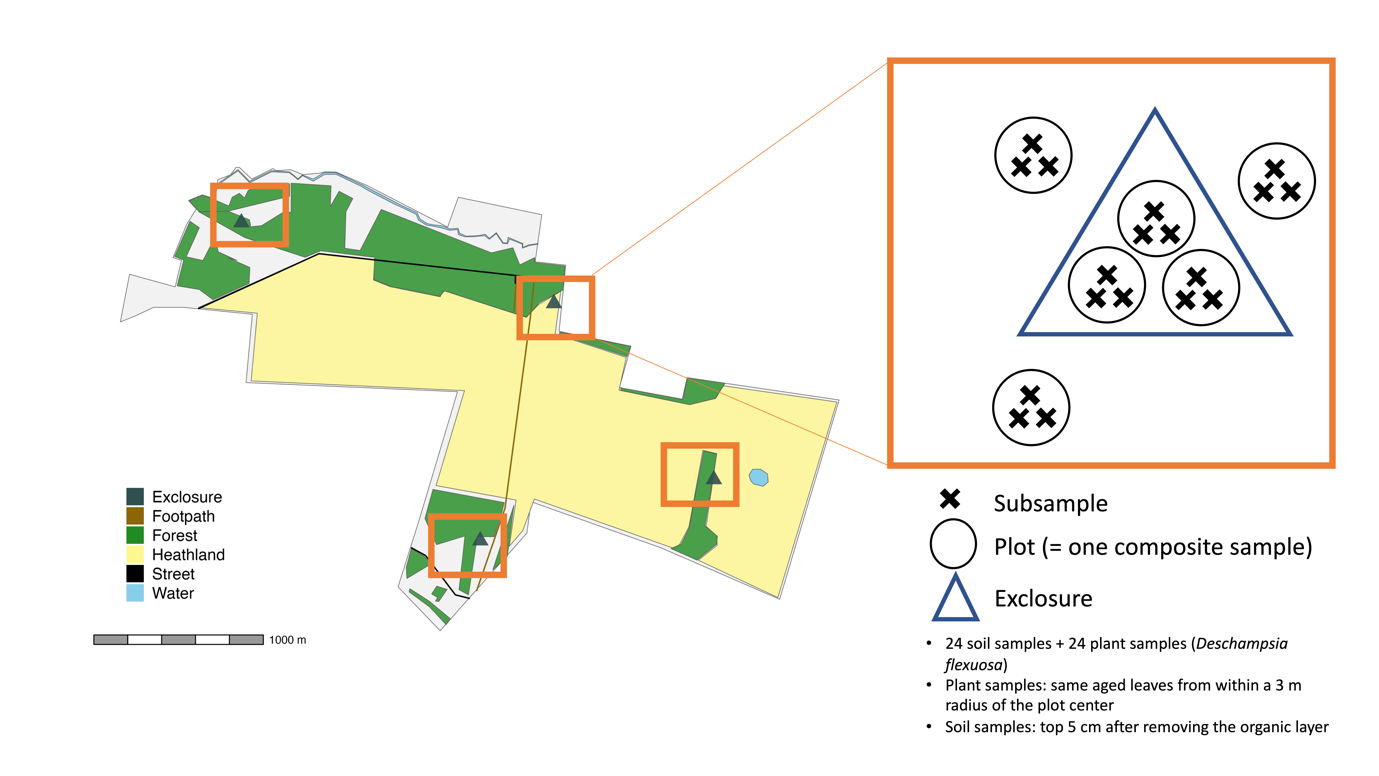 Exclosure
Footpath
Forest
Heathland
Street
Water
1000 m
Subsample
Plot (= one composite sample)
Exclosure
• 24 soil samples + 24 plant samples (Deschampsia
flexuosa)
• Plant samples: same aged leaves from within a 3 m
radius of the plot center
• Soil samples: top 5 cm after removing the organic layer